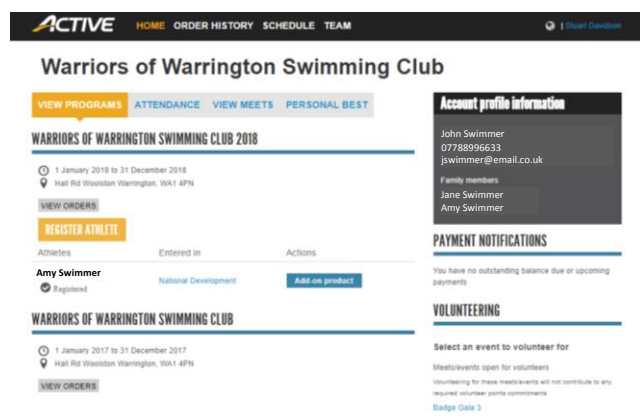 ACTIVE HOME ORDER HISTORY SCHEDULE TEAM | Stuart Davidson
Warriors of Warrington Swimming Club
VIEW PROGRAMS ATTENDANCE VIEW MEETS PERSONAL BEST
WARRIORS OF WARRINGTON SWIMMING CLUB 2018
1 January 2018 to 31 December 2018
Hall Rd Woolston Warrington, WA1 4PN
VIEW ORDERS
REGISTER ATHLETE
Athletes Entered in Actions
Amy Swimmer National Development Add-on product
Registered
WARRIORS OF WARRINGTON SWIMMING CLUB
1 January 2017 to 31 December 2017
Hall Rd Woolston Warrington, WA1 4PN
VIEW ORDERS
Account profile information
John Swimmer
07788996633
jswimmer@email.co.uk
Family members
Jane Swimmer
Amy Swimmer
PAYMENT NOTIFICATIONS
You have no outstanding balance due or upcoming
payments
VOLUNTEERING
Select an event to volunteer for
Meets/events open for volunteers
Volunteering for these meets/events will not contribute to any
required volunteer points commitments
Badge Gala 3